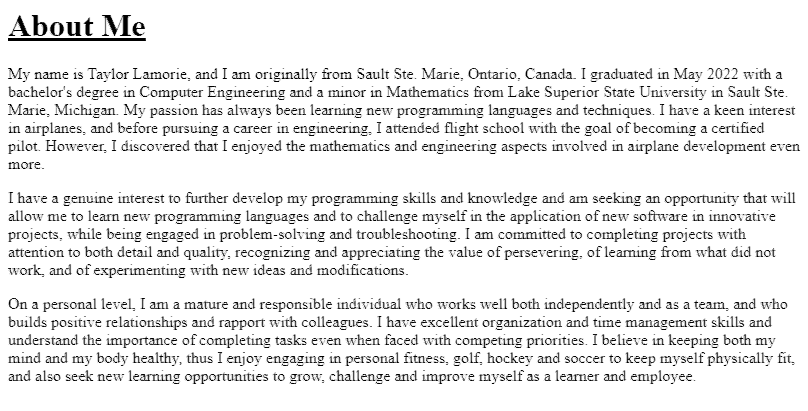 About Me
My name is Taylor Lamorie, and I am originally from Sault Ste. Marie, Ontario, Canada. I graduated in May 2022 with a
bachelor's degree in Computer Engineering and a minor in Mathematics from Lake Superior State University in Sault Ste.
Marie, Michigan. My passion has always been learning new programming languages and techniques. I have a keen interest
in airplanes, and before pursuing a career in engineering, I attended flight school with the goal of becoming a certified
pilot. However, I discovered that I enjoyed the mathematics and engineering aspects involved in airplane development even
more.
I have a genuine interest to further develop my programming skills and knowledge and am seeking an opportunity that will
allow me to learn new programming languages and to challenge myself in the application of new software in innovative
projects, while being engaged in problem-solving and troubleshooting. I am committed to completing projects with
attention to both detail and quality, recognizing and appreciating the value of persevering, of learning from what did not
work, and of experimenting with new ideas and modifications.
On a personal level, I am a mature and responsible individual who works well both independently and as a team, and who
builds positive relationships and rapport with colleagues. I have excellent organization and time management skills and
understand the importance of completing tasks even when faced with competing priorities. I believe in keeping both my
mind and my body healthy, thus I enjoy engaging in personal fitness, golf, hockey and soccer to keep myself physically fit,
and also seek new learning opportunities to grow, challenge and improve myself as a learner and employee.